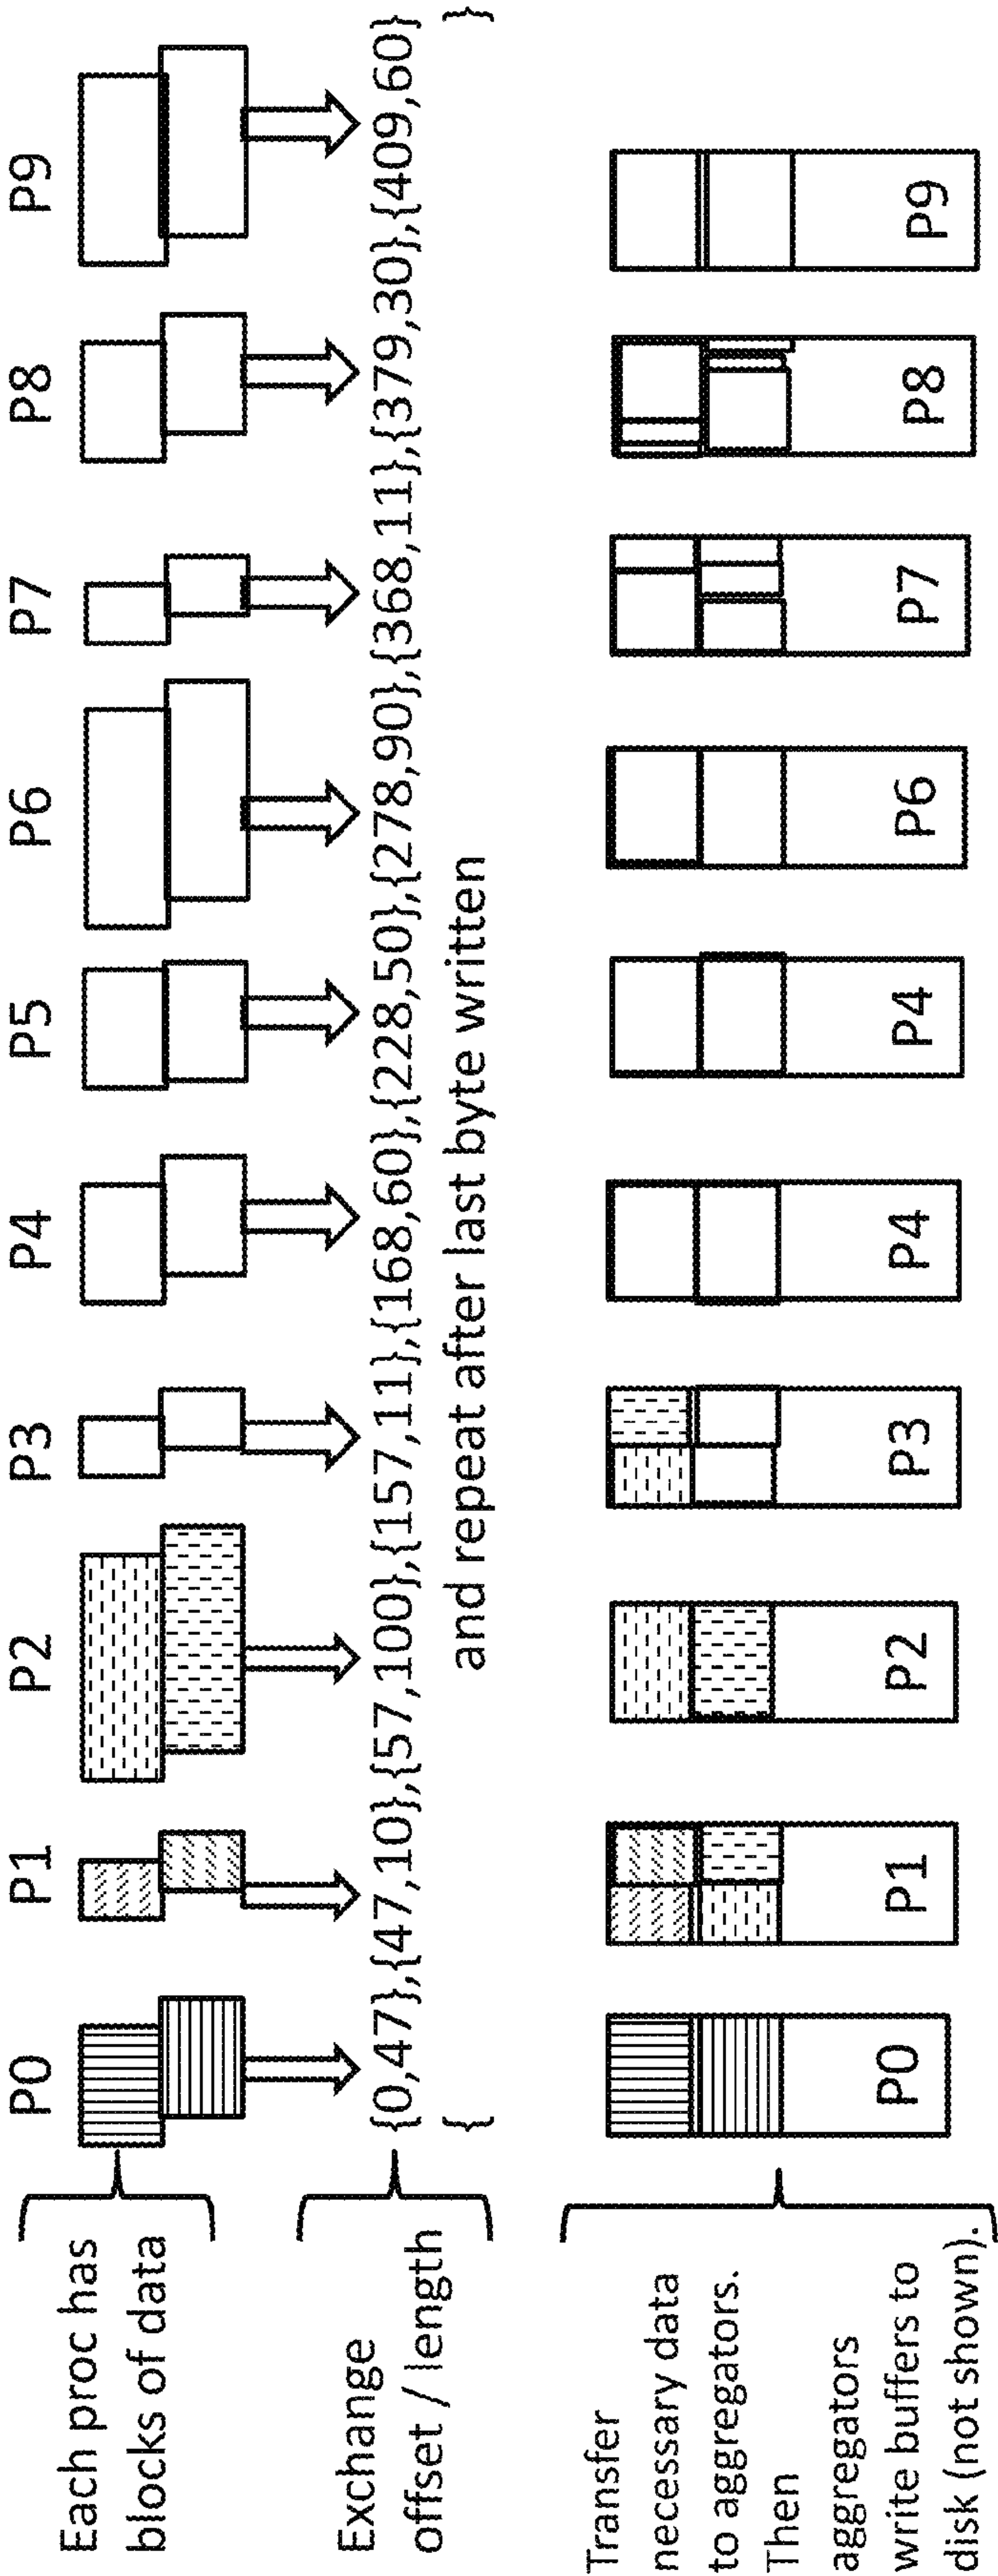 P0 P1 P2 P3 P4 P5 P6 P7 P8 P9
Each proc has
blocks of data
Exchange
offset / length
{0,47},{47,10},{57,100},{157,11},{168,60},{228,50},{278,90},{368,11},{379,30},{409,60}
{ and repeat after last byte written }
Transfer
necessary data
to aggregators.
Then
aggregators
write buffers to
disk (not shown).
P0 P1 P2 P3 P4 P4 P6 P7 P8 P9